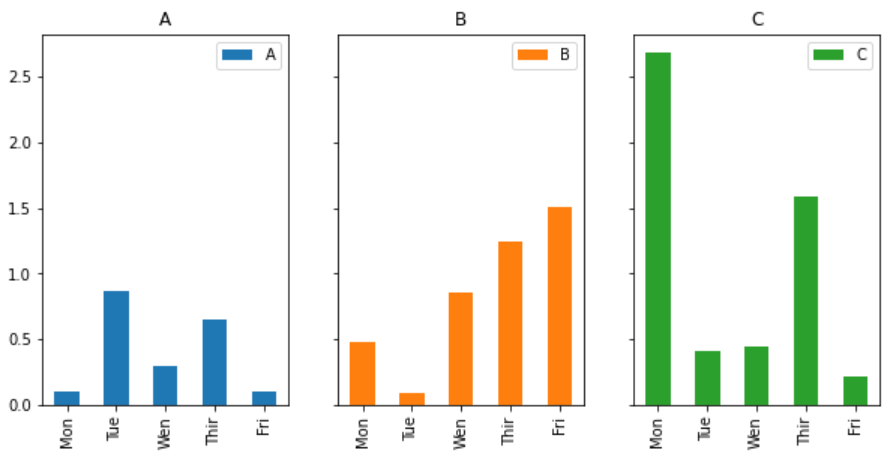 A B C
A B C
2.5
2.0
1.5
1.0
0.5
0.0
Mon Tue Wen Thir Fri Mon Tue Wen Thir Fri Mon Tue Wen Thir Fri